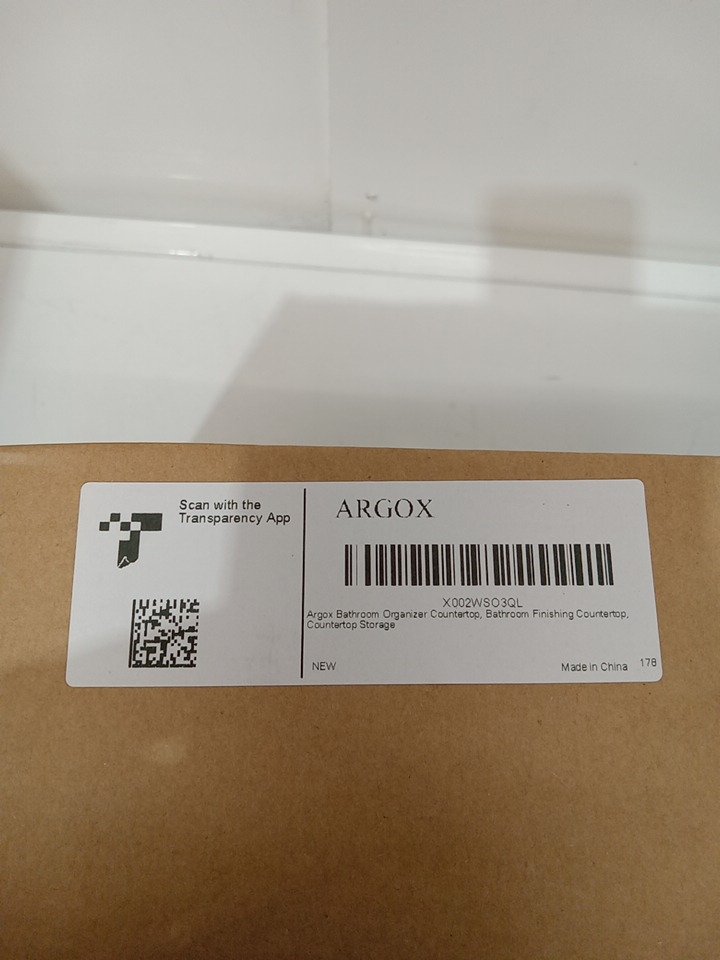 Scan with the
Transparency App
ARGOX
X002WSO3QL
Argox Bathroom Organizer Countertop, Bathroom Finishing Countertop,
Countertop Storage
NEW
Made in China
178